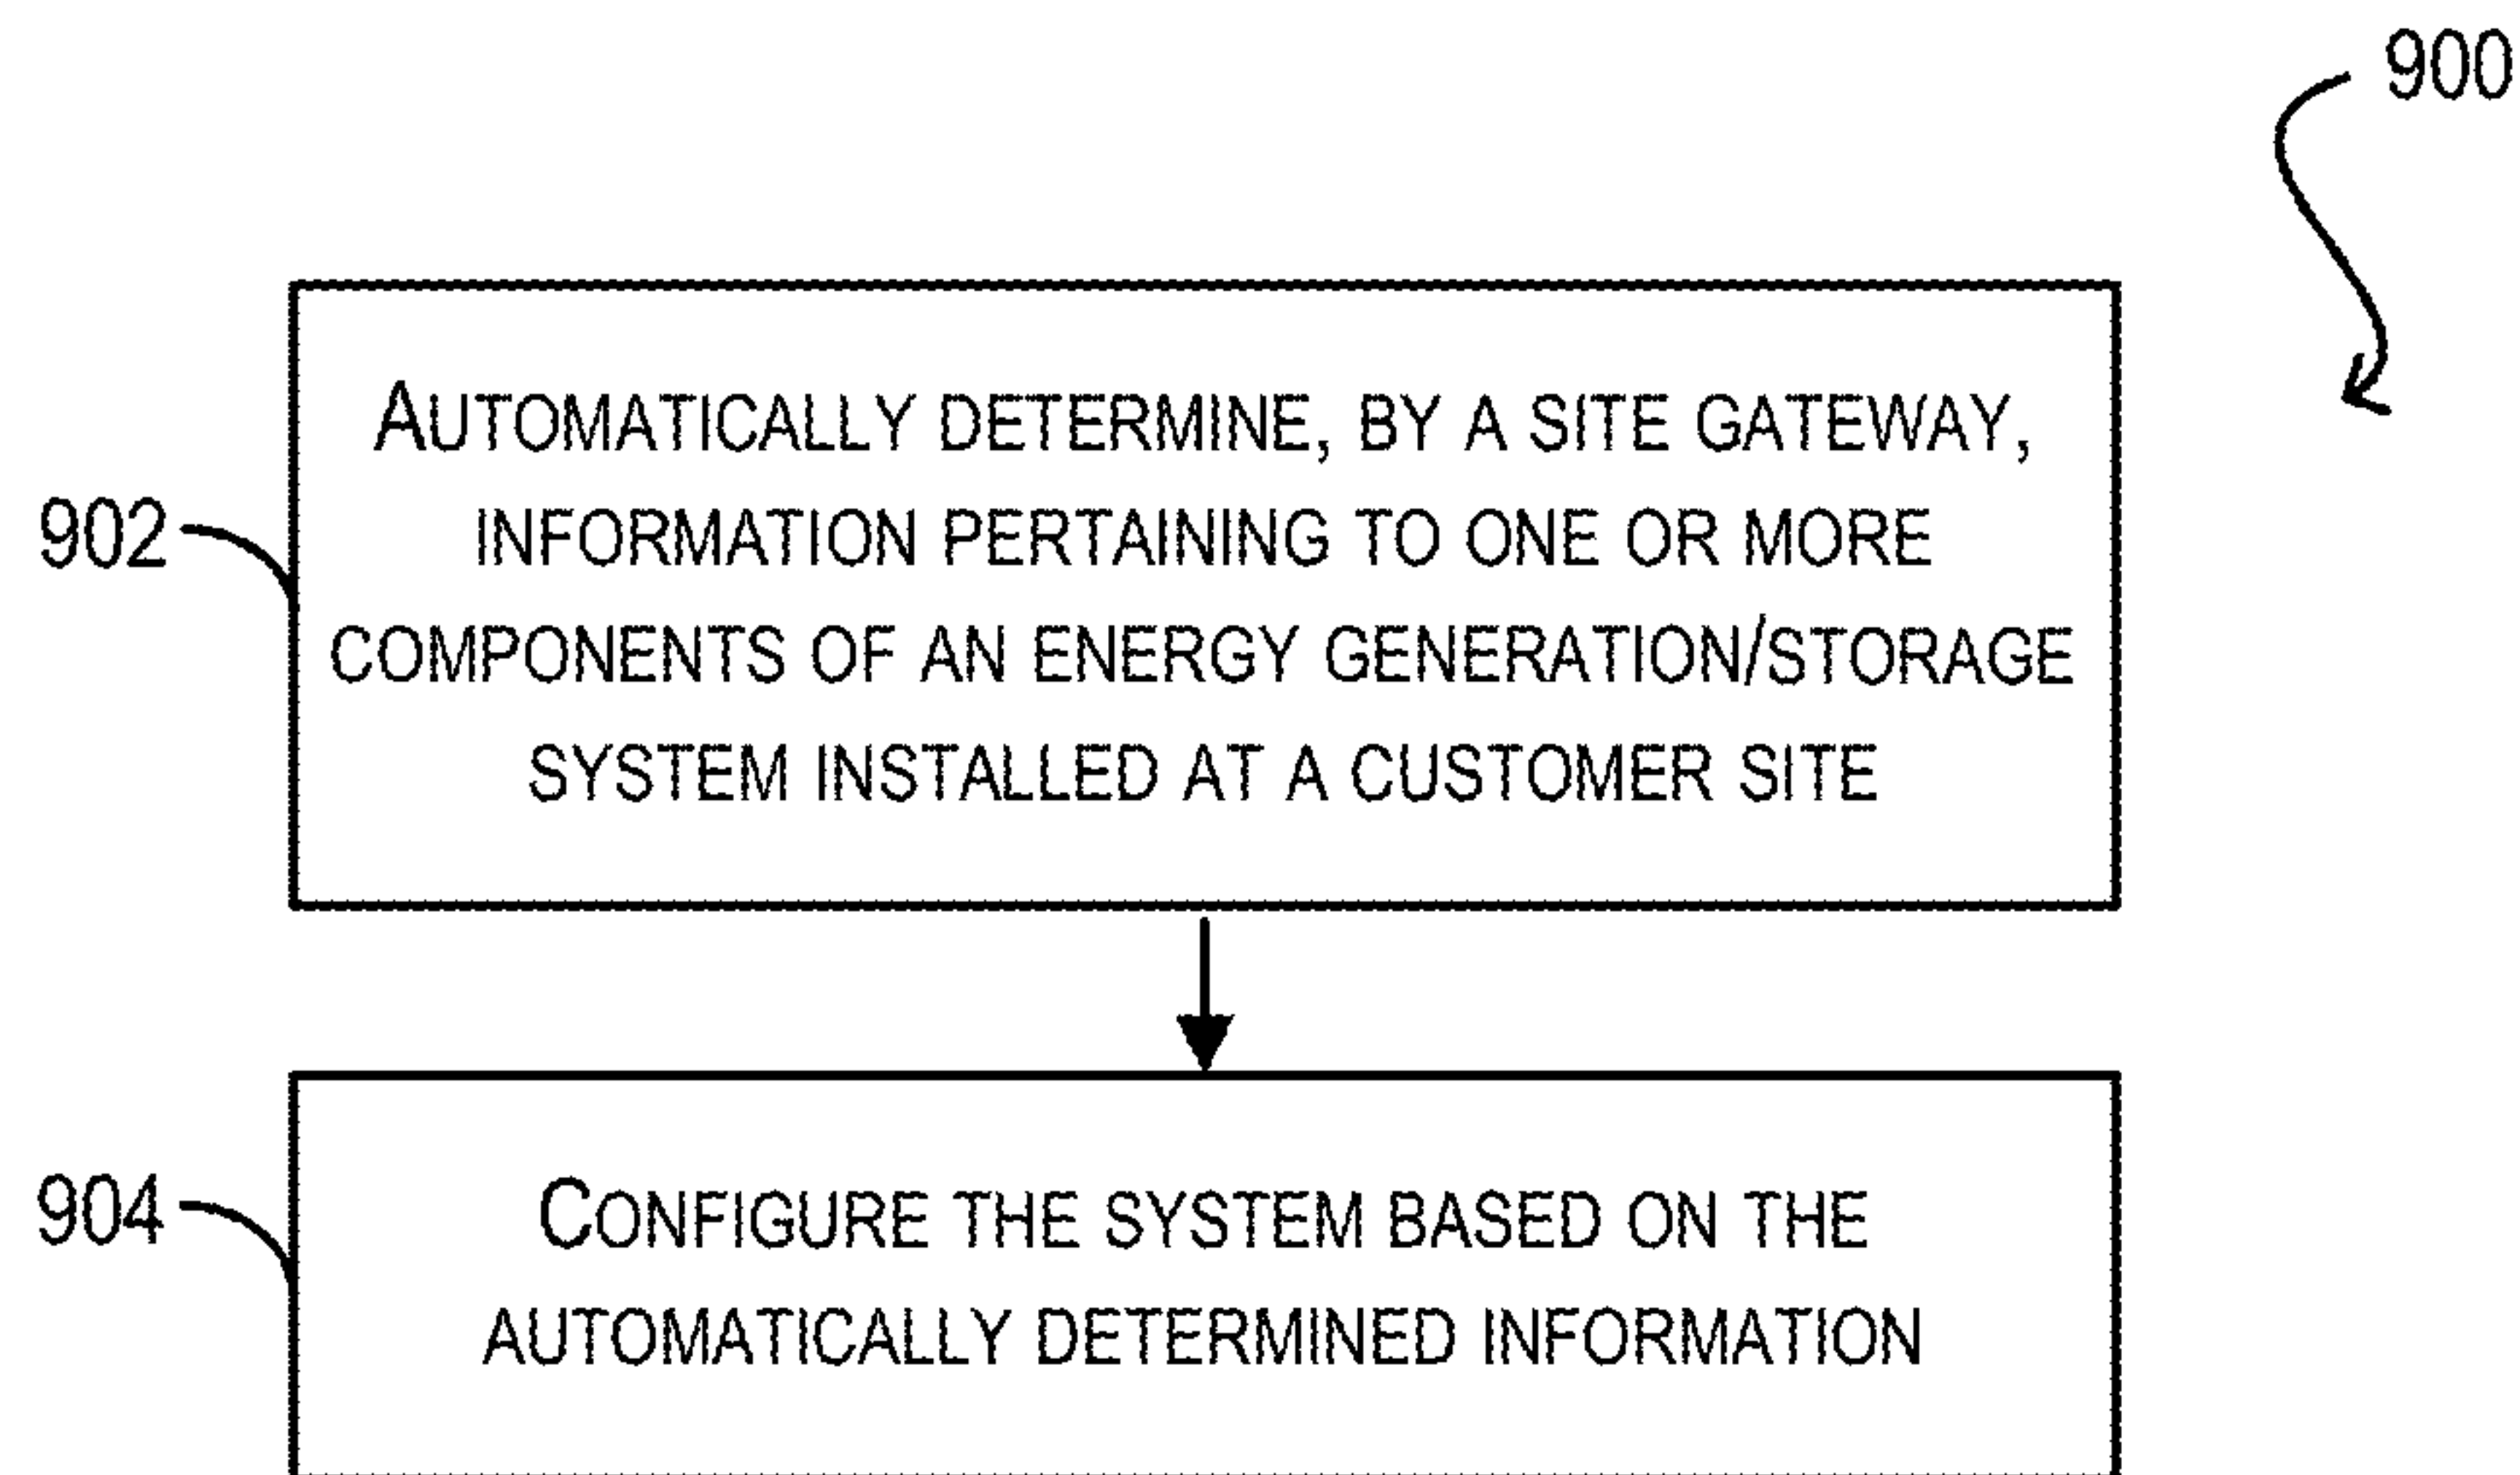 900
AUTOMATICALLY DETERMINE, BY A SITE GATEWAY,
INFORMATION PERTAINING TO ONE OR MORE
902
COMPONENTS OF AN ENERGY GENERATION/STORAGE
SYSTEM INSTALLED AT A CUSTOMER SITE
904
CONFIGURE THE SYSTEM BASED ON THE
AUTOMATICALLY DETERMINED INFORMATION